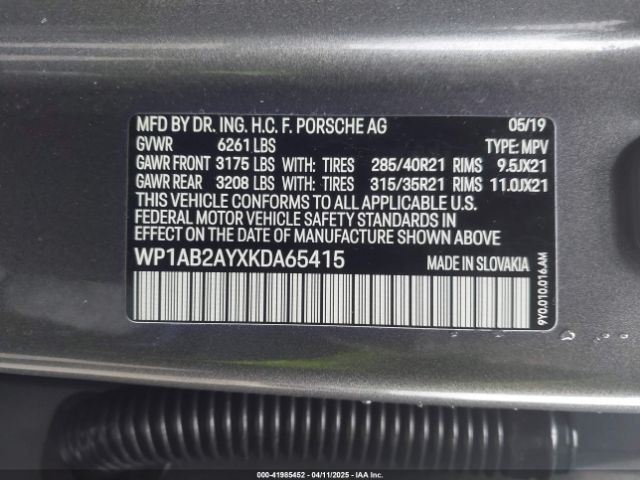 MFD BY DR. ING. H.C. F. PORSCHE AG 05/19
GVWR 6261 LBS TYPE: MPV
GAWR FRONT 3175 LBS WITH: TIRES 285/40R21 RIMS 9.5JX21
GAWR REAR 3208 LBS WITH: TIRES 315/35R21 RIMS 11.0JX21
THIS VEHICLE CONFORMS TO ALL APPLICABLE U.S.
FEDERAL MOTOR VEHICLE SAFETY STANDARDS IN
EFFECT ON THE DATE OF MANUFACTURE SHOWN ABOVE
WP1AB2AYXKDA65415 MADE IN SLOVAKIA
9Y0.010.016.AM
000-41985452 - 04/11/2025 - IAAI, Inc.